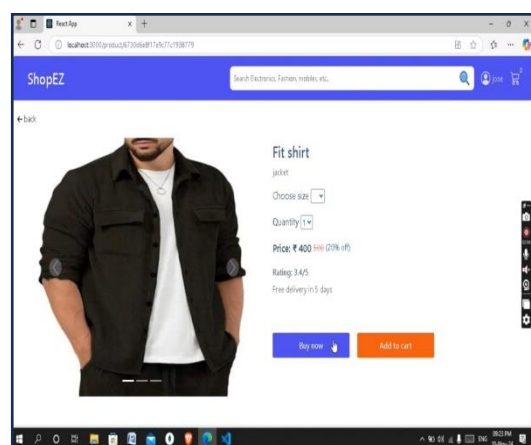 React App
localhost:3000/product/
ShopEZ
Search Electronics, Fashion, mobiles, etc.,
jose
0
← back
Fit shirt
jacket
Choose size
Quantity 1
Price: ₹ 400 500 (20% off)
Rating: 3.4/5
Free delivery in 5 days
Buy now
Add to cart
ENG
09:23 PM